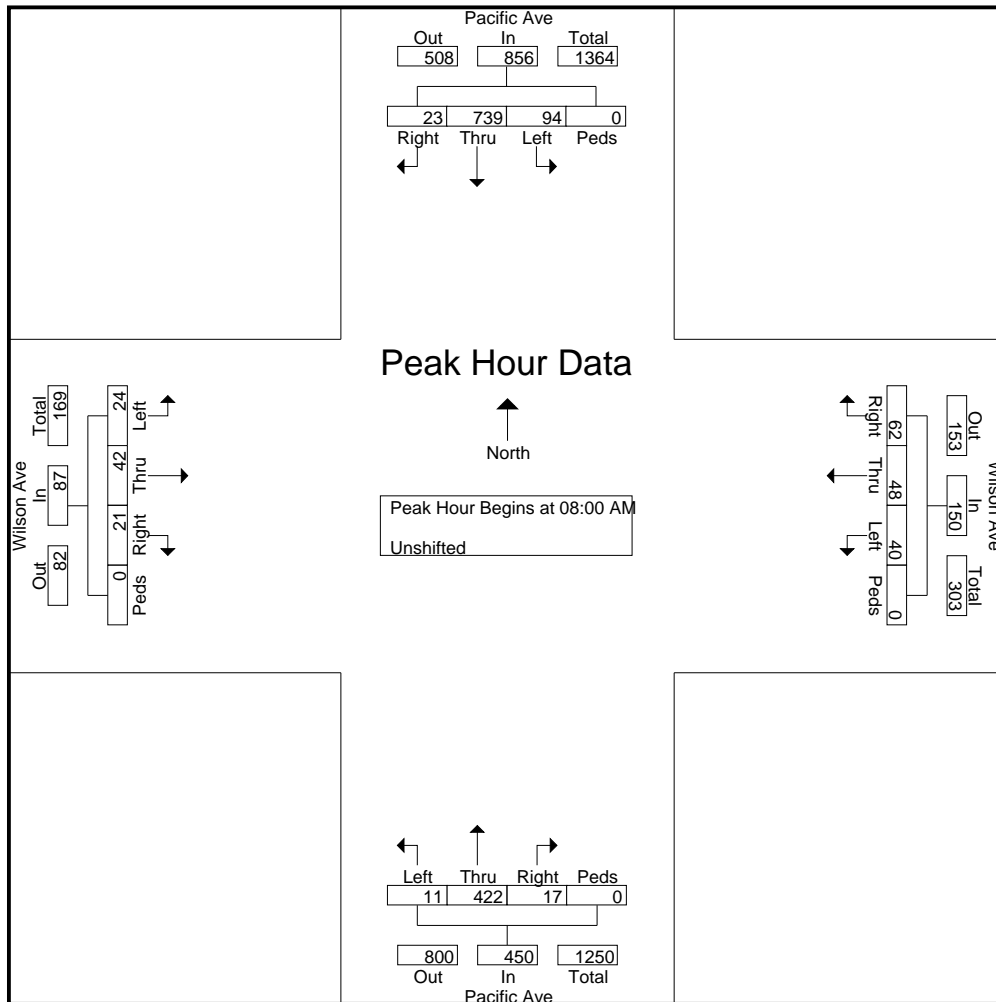 Pacific Ave
Out In Total
508 856 1364
23 739 94 0
Right Thru Left Peds
Peak Hour Data
North
Peak Hour Begins at 08:00 AM
Unshifted
Wilson Ave
Total In Out
169 87 82
24 42 21 0
Left Thru Right Peds
Wilson Ave
Out In Total
153 150 303
62 48 40 0
Right Thru Left Peds
Left Thru Right Peds
11 422 17 0
800 450 1250
Out In Total
Pacific Ave